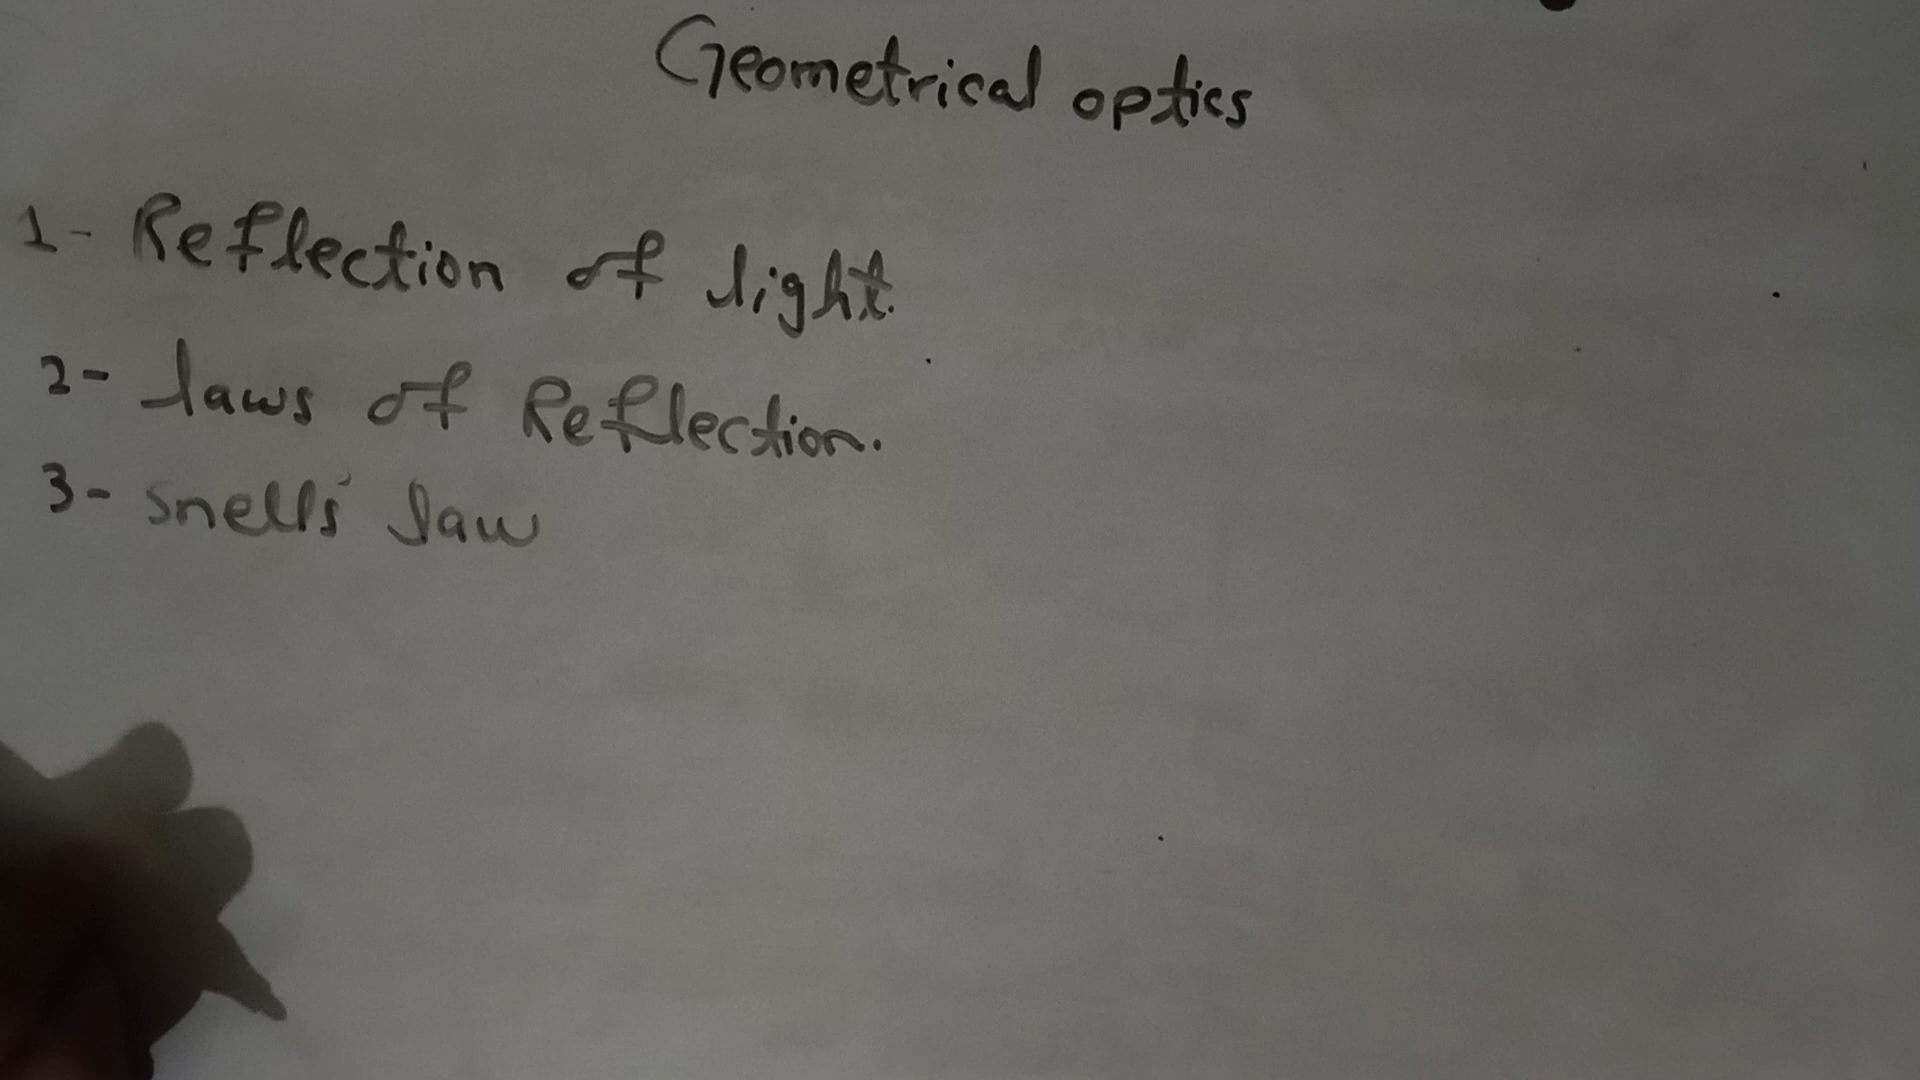 Geometrical optics
1- Reflection of light.
2- laws of Reflection.
3- snells' law